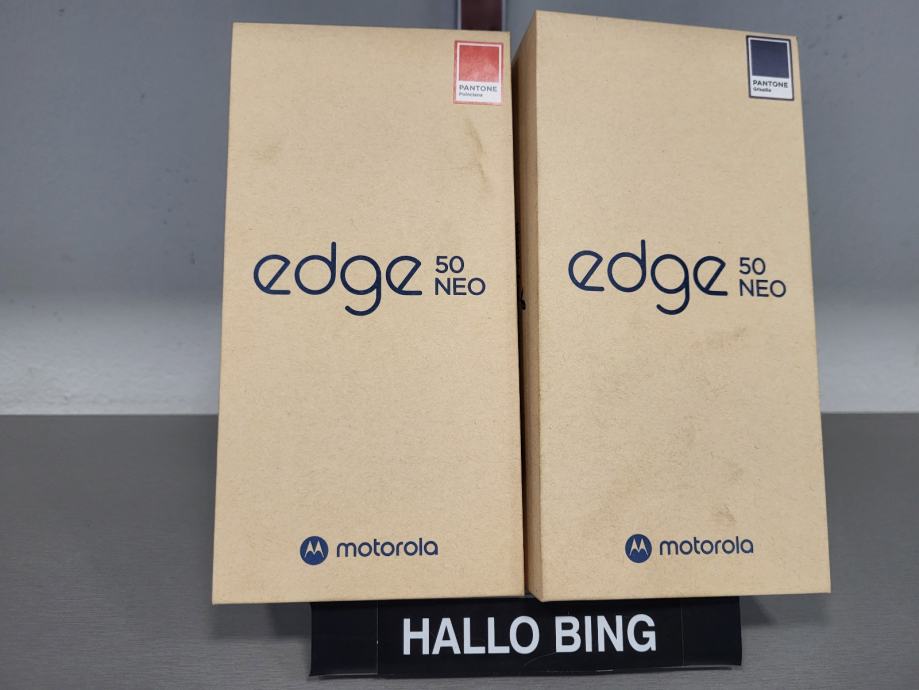 PANTONE
Poinciana
edge 50 NEO
motorola
PANTONE
Grisaille
edge 50 NEO
motorola
HALLO BING